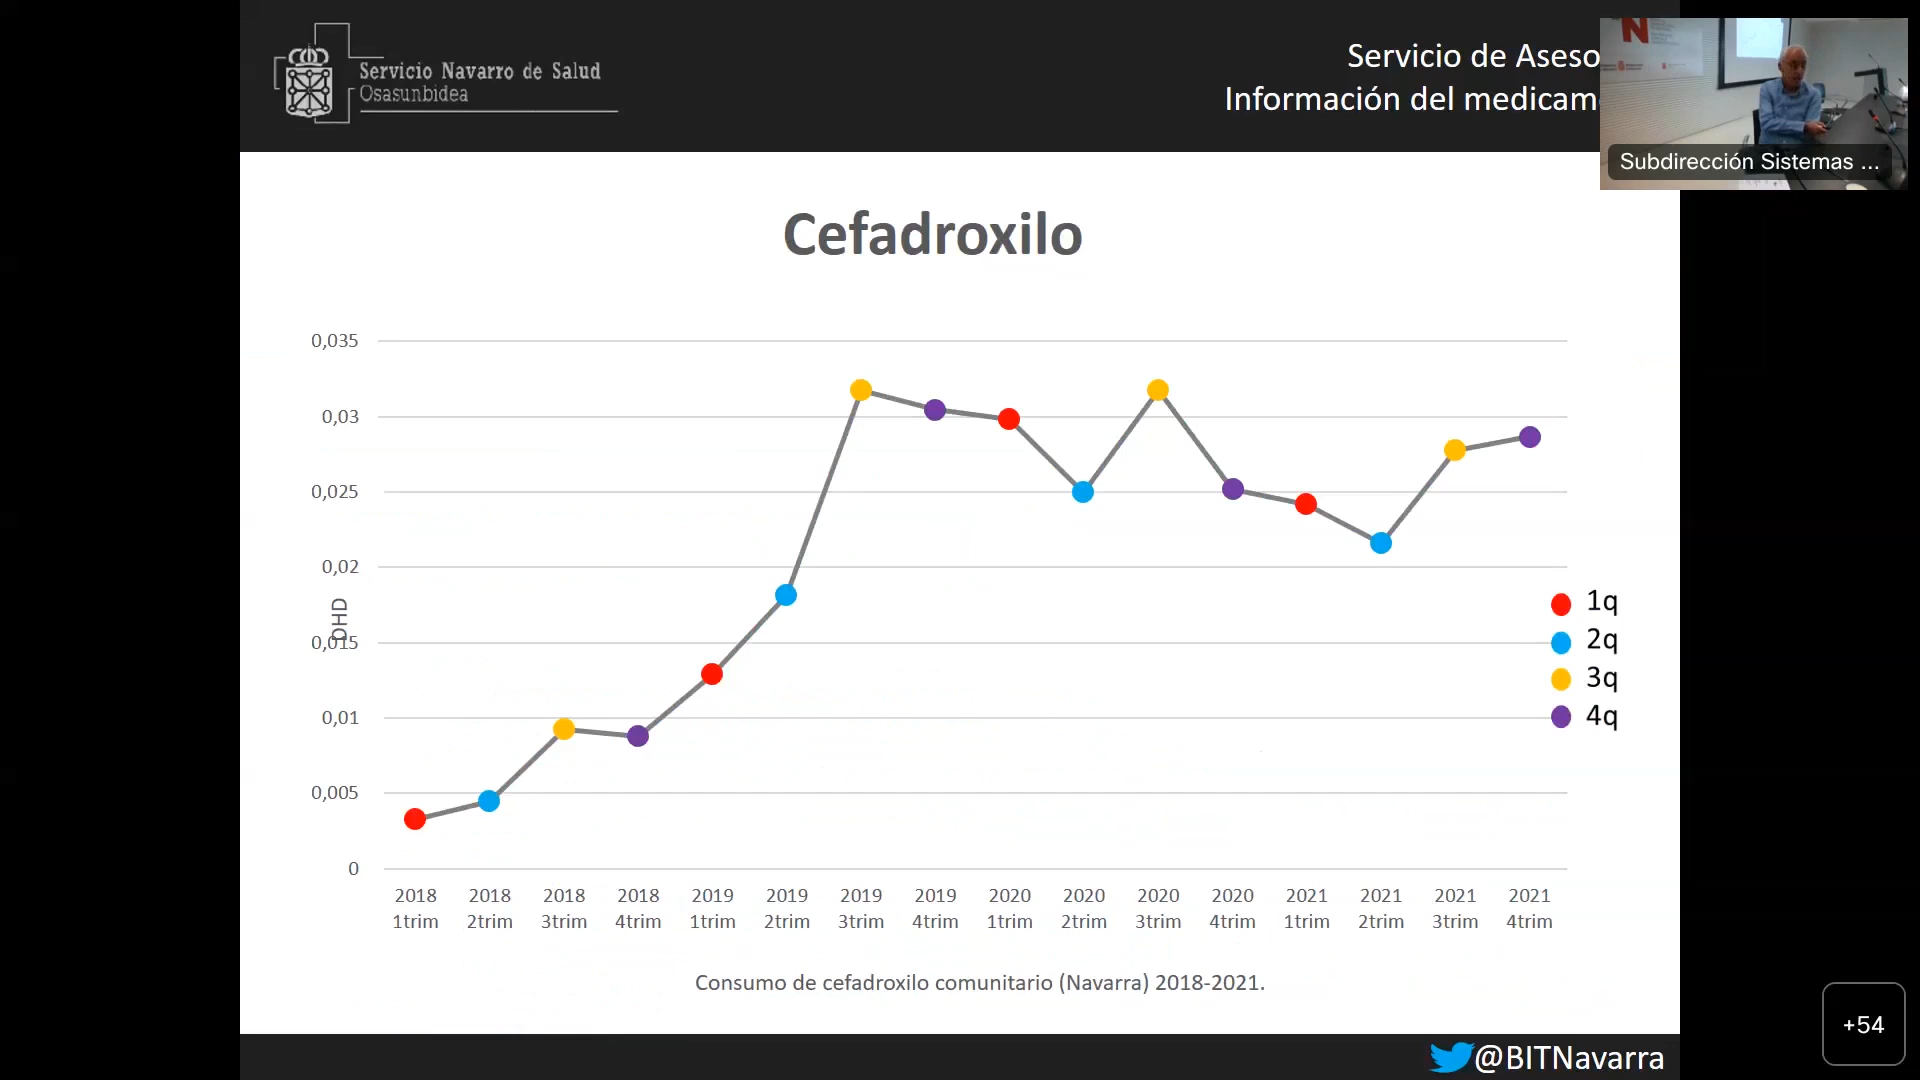 Servicio Navarro de Salud
Osasunbidea
Servicio de Aseso
Información del medicam
N
Subdirección Sistemas ...
Cefadroxilo
0,035
0,03
0,025
0,02
0,015
0,01
0,005
0
DHD
1q
2q
3q
4q
2018 2018 2018 2018 2019 2019 2019 2019 2020 2020 2020 2020 2021 2021 2021 2021
1trim 2trim 3trim 4trim 1trim 2trim 3trim 4trim 1trim 2trim 3trim 4trim 1trim 2trim 3trim 4trim
Consumo de cefadroxilo comunitario (Navarra) 2018-2021.
+54
@BITNavarra